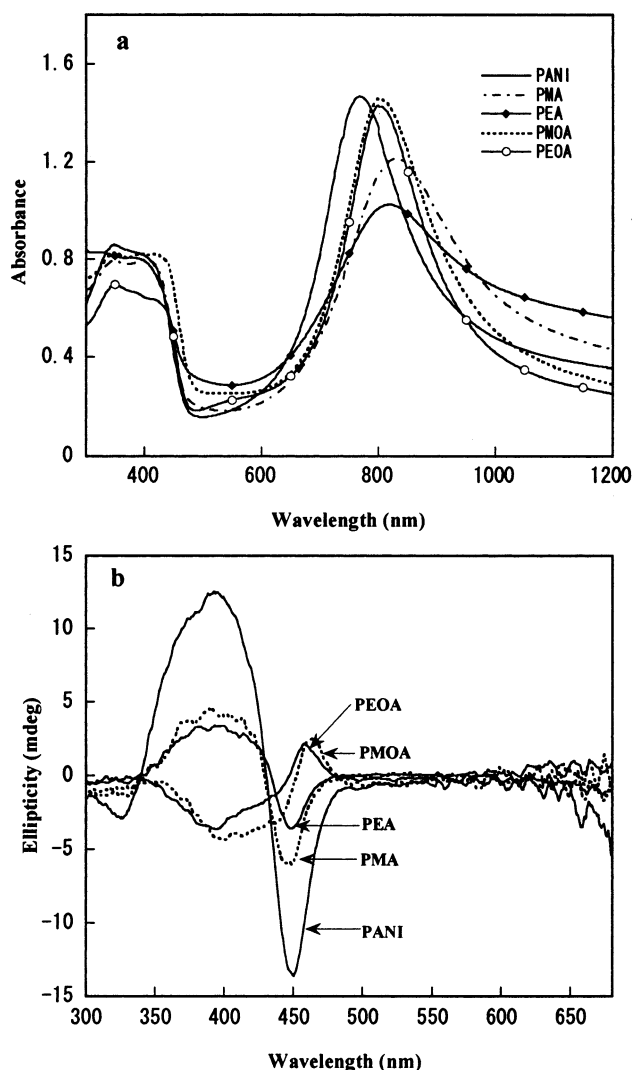 a
1.6
1.2
0.8
0.4
0
Absorbance
PANI
PMA
PEA
PMOA
PEOA
400 600 800 1000 1200
Wavelength (nm)
b
15
10
5
0
-5
-10
-15
Ellipticity (mdeg)
PEOA
PMOA
PEA
PMA
PANI
300 350 400 450 500 550 600 650
Wavelength (nm)